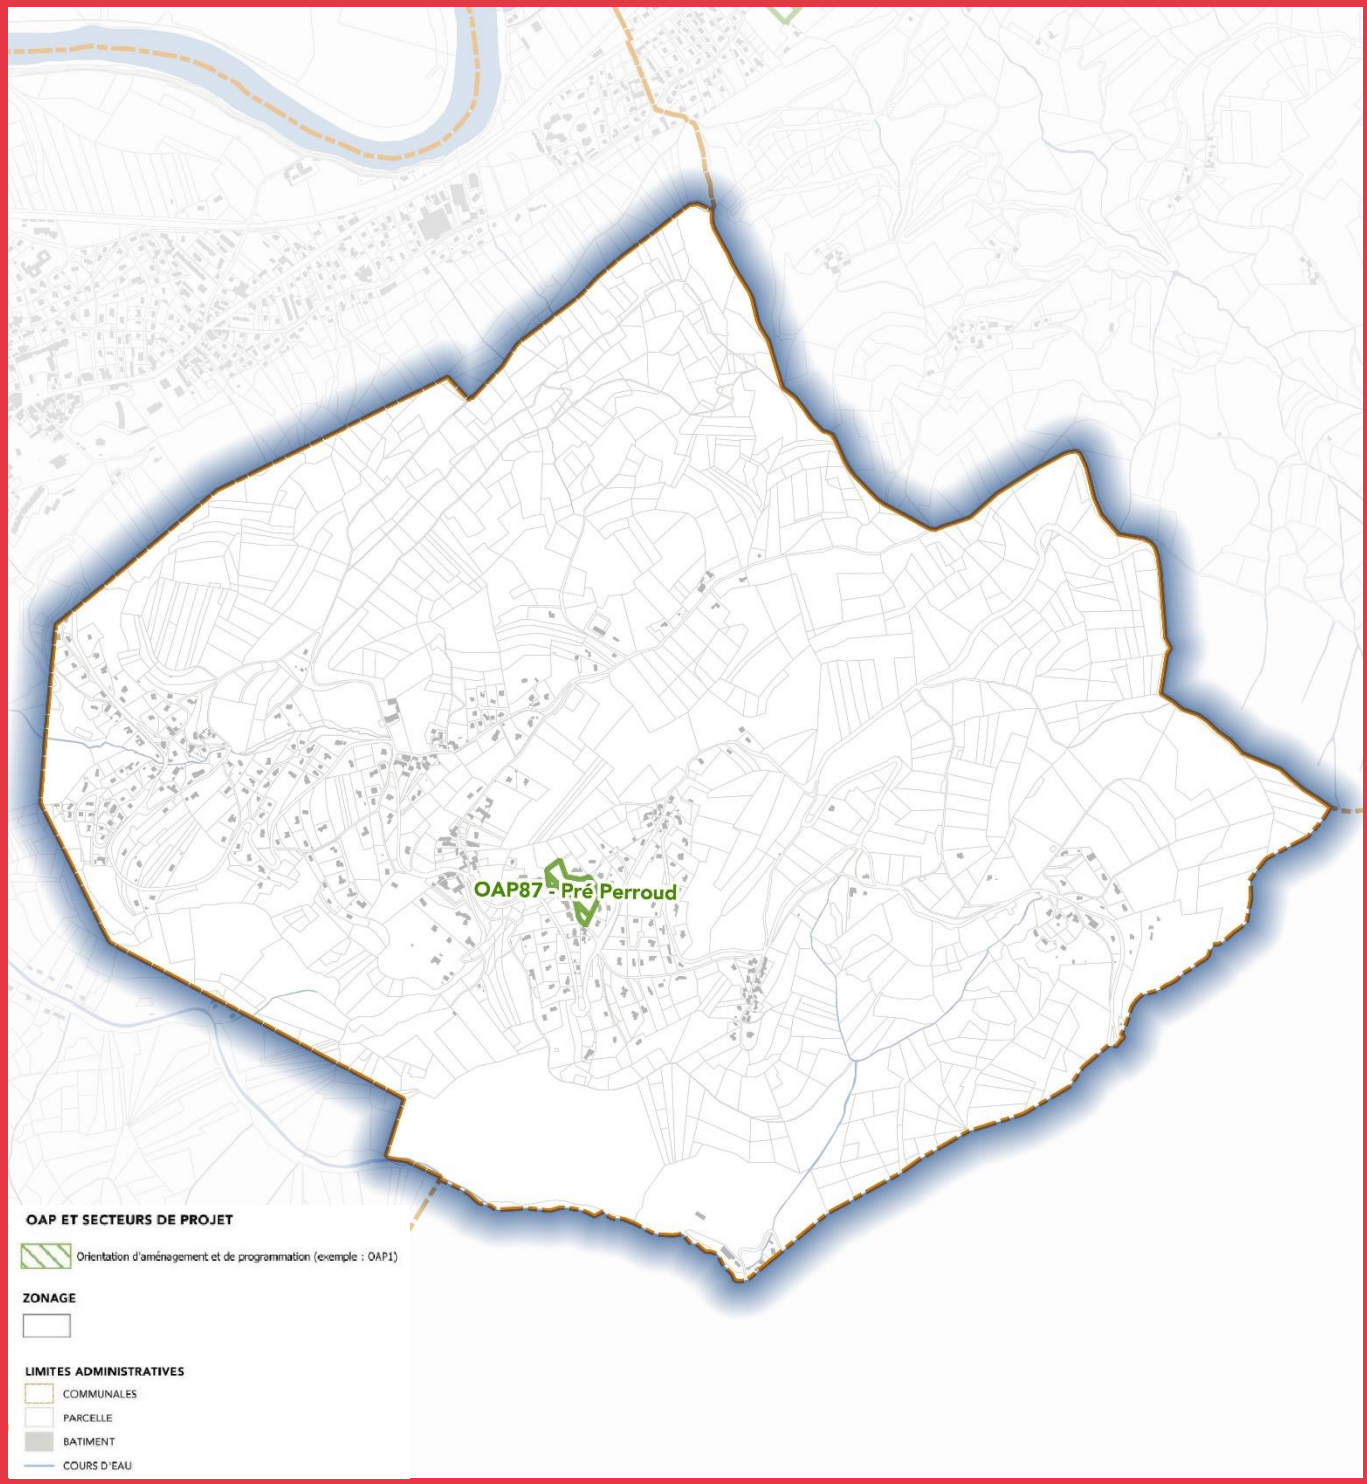 OAP87 - Pré Perroud
OAP ET SECTEURS DE PROJET
Orientation d'aménagement et de programmation (exemple : OAP1)
ZONAGE
LIMITES ADMINISTRATIVES
COMMUNALES
PARCELLE
BATIMENT
COURS D'EAU